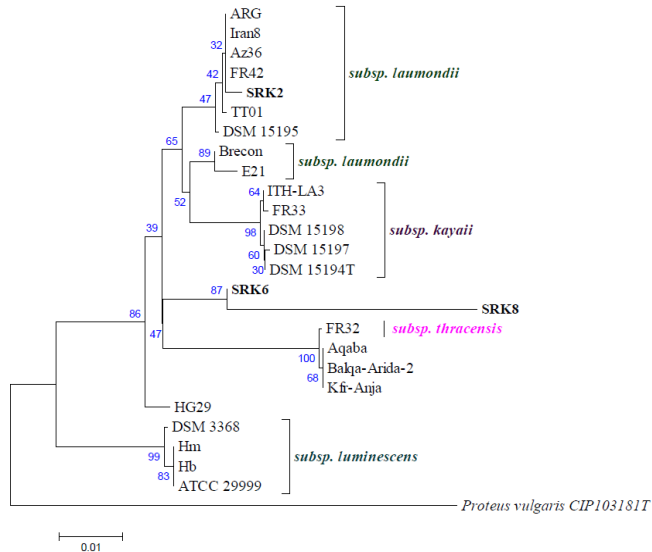 ARG
Iran8
32
Az36
42
FR42
subsp. laumondii
SRK2
47
TT01
65
DSM 15195
89
Brecon
subsp. laumondii
E21
64
ITH-LA3
52
FR33
39
98
DSM 15198
subsp. kayaii
60
DSM 15197
30
DSM 15194T
87
SRK6
86
SRK8
47
FR32
subsp. thracensis
100
Aqaba
Balqa-Arida-2
68
Kfr-Anja
HG29
DSM 3368
Hm
99
subsp. luminescens
Hb
83
ATCC 29999
Proteus vulgaris CIP103181T
0.01